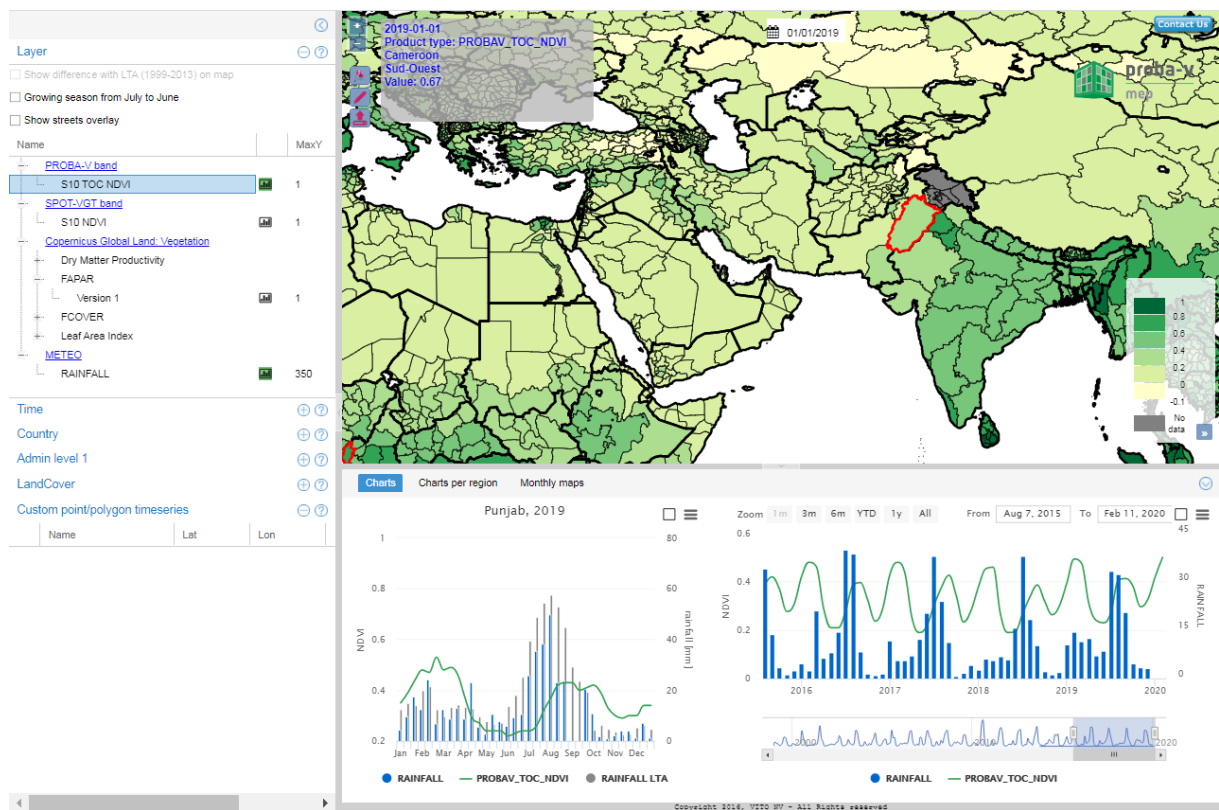 Layer
Show difference with LTA (1999-2013) on map
Growing season from July to June
Show streets overlay
Name MaxY
PROBA-V band
S10 TOC NDVI 1
SPOT-VGT band
S10 NDVI 1
Copernicus Global Land: Vegetation
Dry Matter Productivity
FAPAR
Version 1 1
FCOVER
Leaf Area Index
METEO
RAINFALL 350
Time
Country
Admin level 1
LandCover
Custom point/polygon timeseries
Name Lat Lon
2019-01-01
Product type: PROBAV_TOC_NDVI
Cameroon
Sud-Ouest
Value: 0.67
01/01/2019
Contact Us
proba-v
mep
1
0.8
0.6
0.4
0.2
0
-0.1
No
data
»
Charts Charts per region Monthly maps
Punjab, 2019
1
0.8
0.6
0.4
0.2
NDVI
80
60
40
20
0
rainfall [mm]
Jan Feb Mar Apr May Jun Jul Aug Sep Oct Nov Dec
RAINFALL PROBAV_TOC_NDVI RAINFALL LTA
Zoom 1m 3m 6m YTD 1y All From Aug 7, 2015 To Feb 11, 2020
0.6
0.4
0.2
0
NDVI
45
30
15
0
RAINFALL
2016 2017 2018 2019 2020
2000 2010 2020
RAINFALL PROBAV_TOC_NDVI
Copyright 2016, VITO NV - All Rights reserved